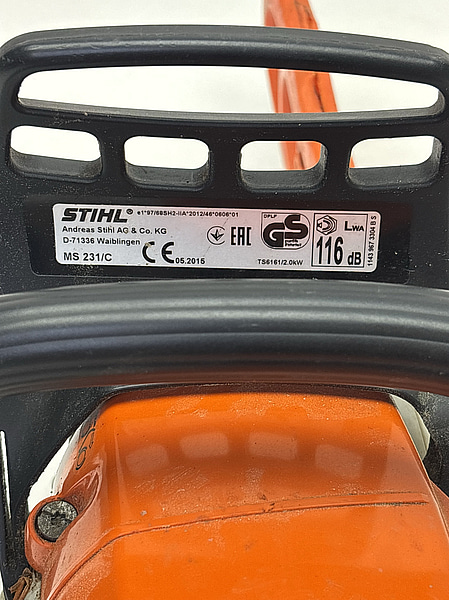 STIHL e1*97/68SH2-IIA*2012/46*0606*01
Andreas Stihl AG & Co. KG
D-71336 Waiblingen
MS 231/C CE 05.2015
EAC
DPLF
GS
TS6161/2.0kW
LWA
116 dB
1143 967 3304 B S